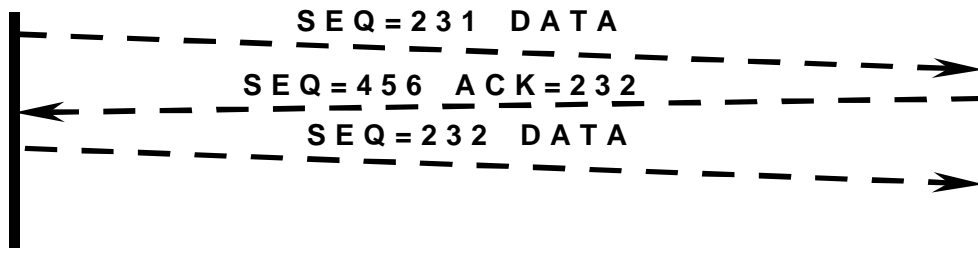 SEQ=231 DATA
SEQ=456 ACK=232
SEQ=232 DATA